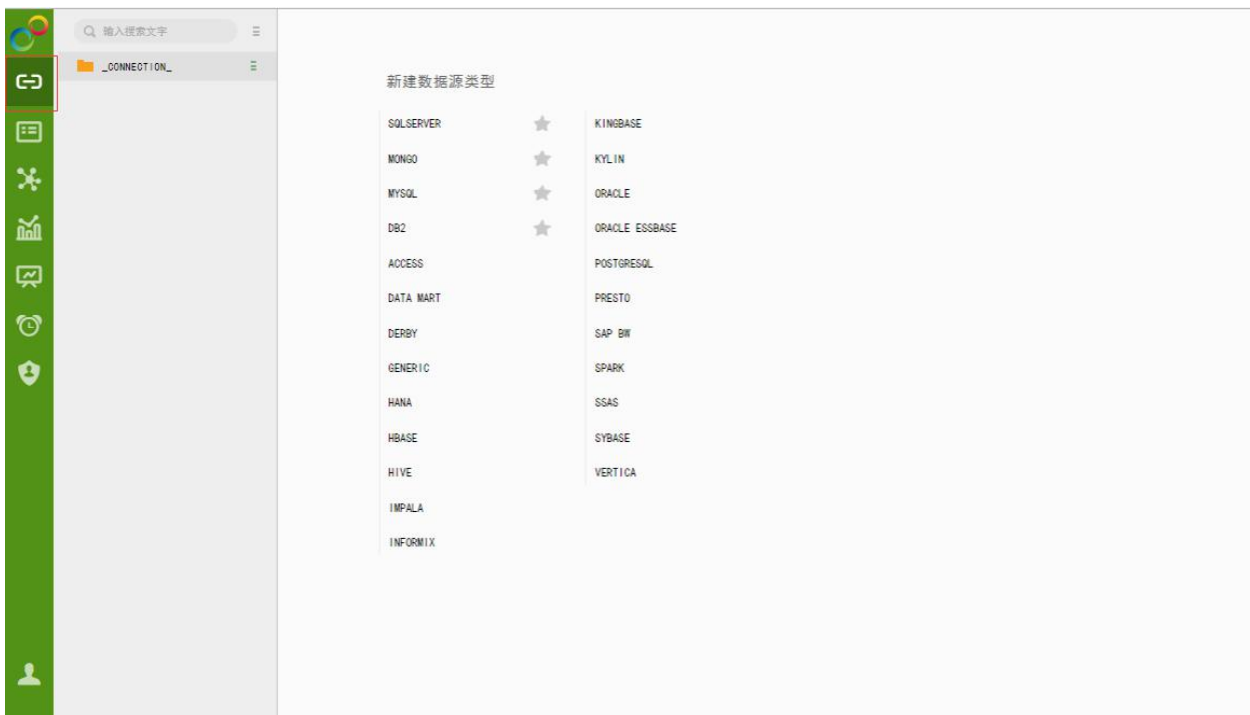 输入搜索文字
_CONNECTION_
新建数据源类型
SQLSERVER
MONGO
MYSQL
DB2
ACCESS
DATA MART
DERBY
GENERIC
HANA
HBASE
HIVE
IMPALA
INFORMIX
KINGBASE
KYLIN
ORACLE
ORACLE ESSBASE
POSTGRESQL
PRESTO
SAP BW
SPARK
SSAS
SYBASE
VERTICA